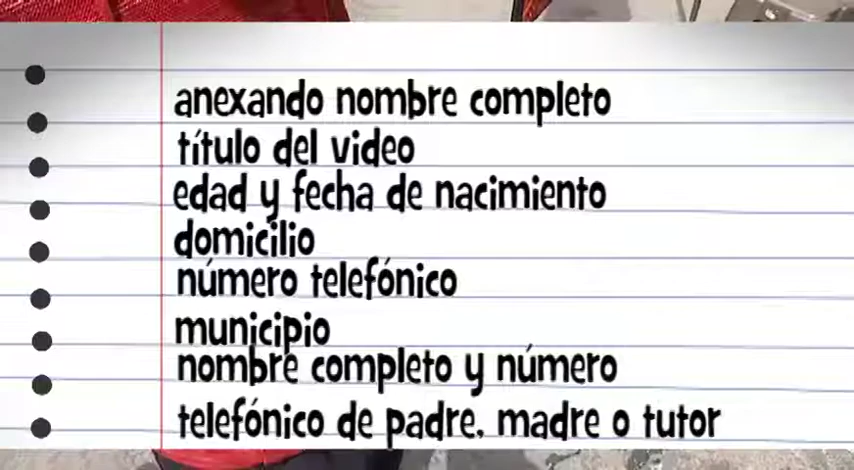 anexando nombre completo
título del video
edad y fecha de nacimiento
domicilio
número telefónico
municipio
nombre completo y número
telefónico de padre, madre o tutor